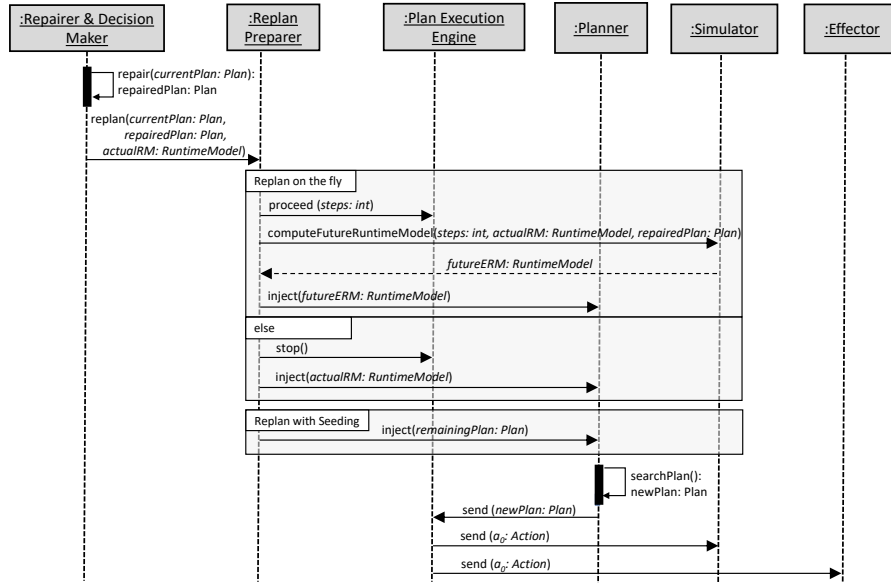 :Repairer & Decision
Maker
:Replan
Preparer
:Plan Execution
Engine
:Planner
:Simulator
:Effector
repair(currentPlan: Plan):
repairedPlan: Plan
replan(currentPlan: Plan,
repairedPlan: Plan,
actualRM: RuntimeModel)
Replan on the fly
proceed (steps: int)
computeFutureRuntimeModel(steps: int, actualRM: RuntimeModel, repairedPlan: Plan)
futureERM: RuntimeModel
inject(futureERM: RuntimeModel)
else
stop()
inject(actualRM: RuntimeModel)
Replan with Seeding
inject(remainingPlan: Plan)
searchPlan():
newPlan: Plan
send (newPlan: Plan)
send (a₀: Action)
send (a₀: Action)